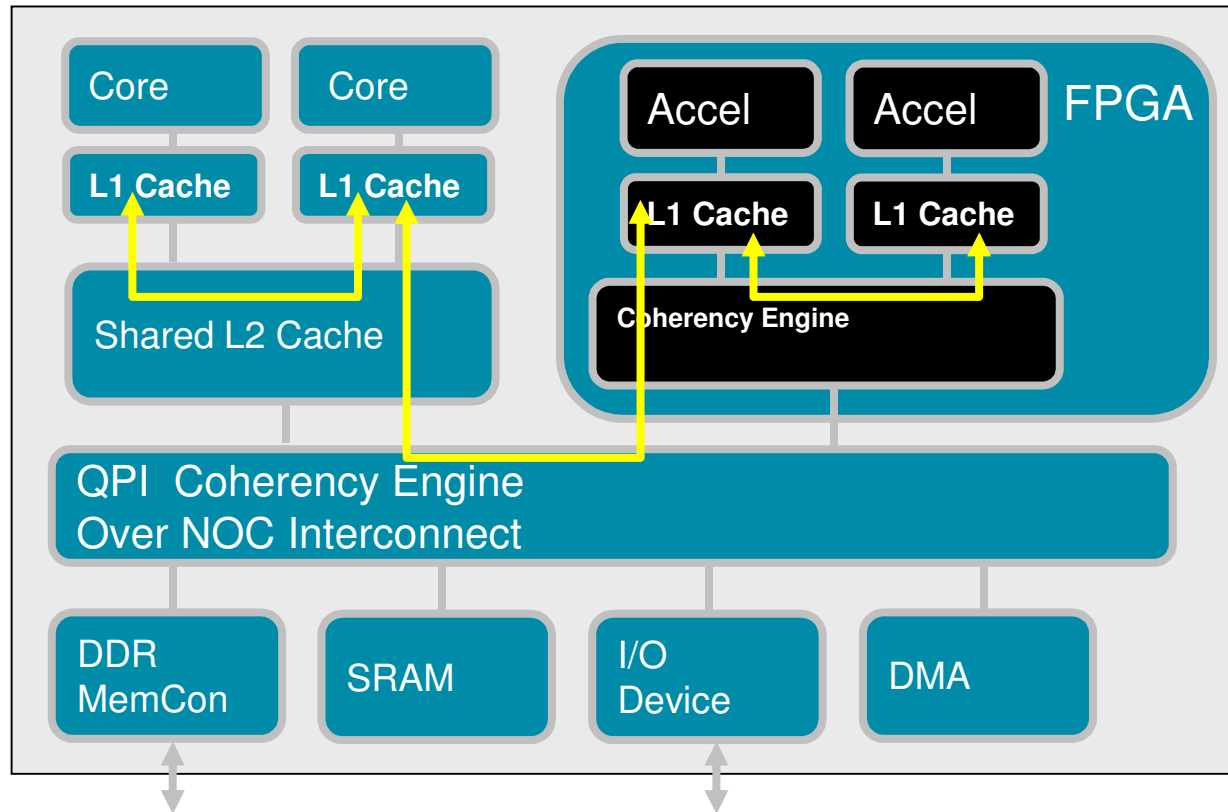 Core
Core
L1 Cache
L1 Cache
Shared L2 Cache
Accel
Accel
FPGA
L1 Cache
L1 Cache
Coherency Engine
QPI Coherency Engine
Over NOC Interconnect
DDR
MemCon
SRAM
I/O
Device
DMA